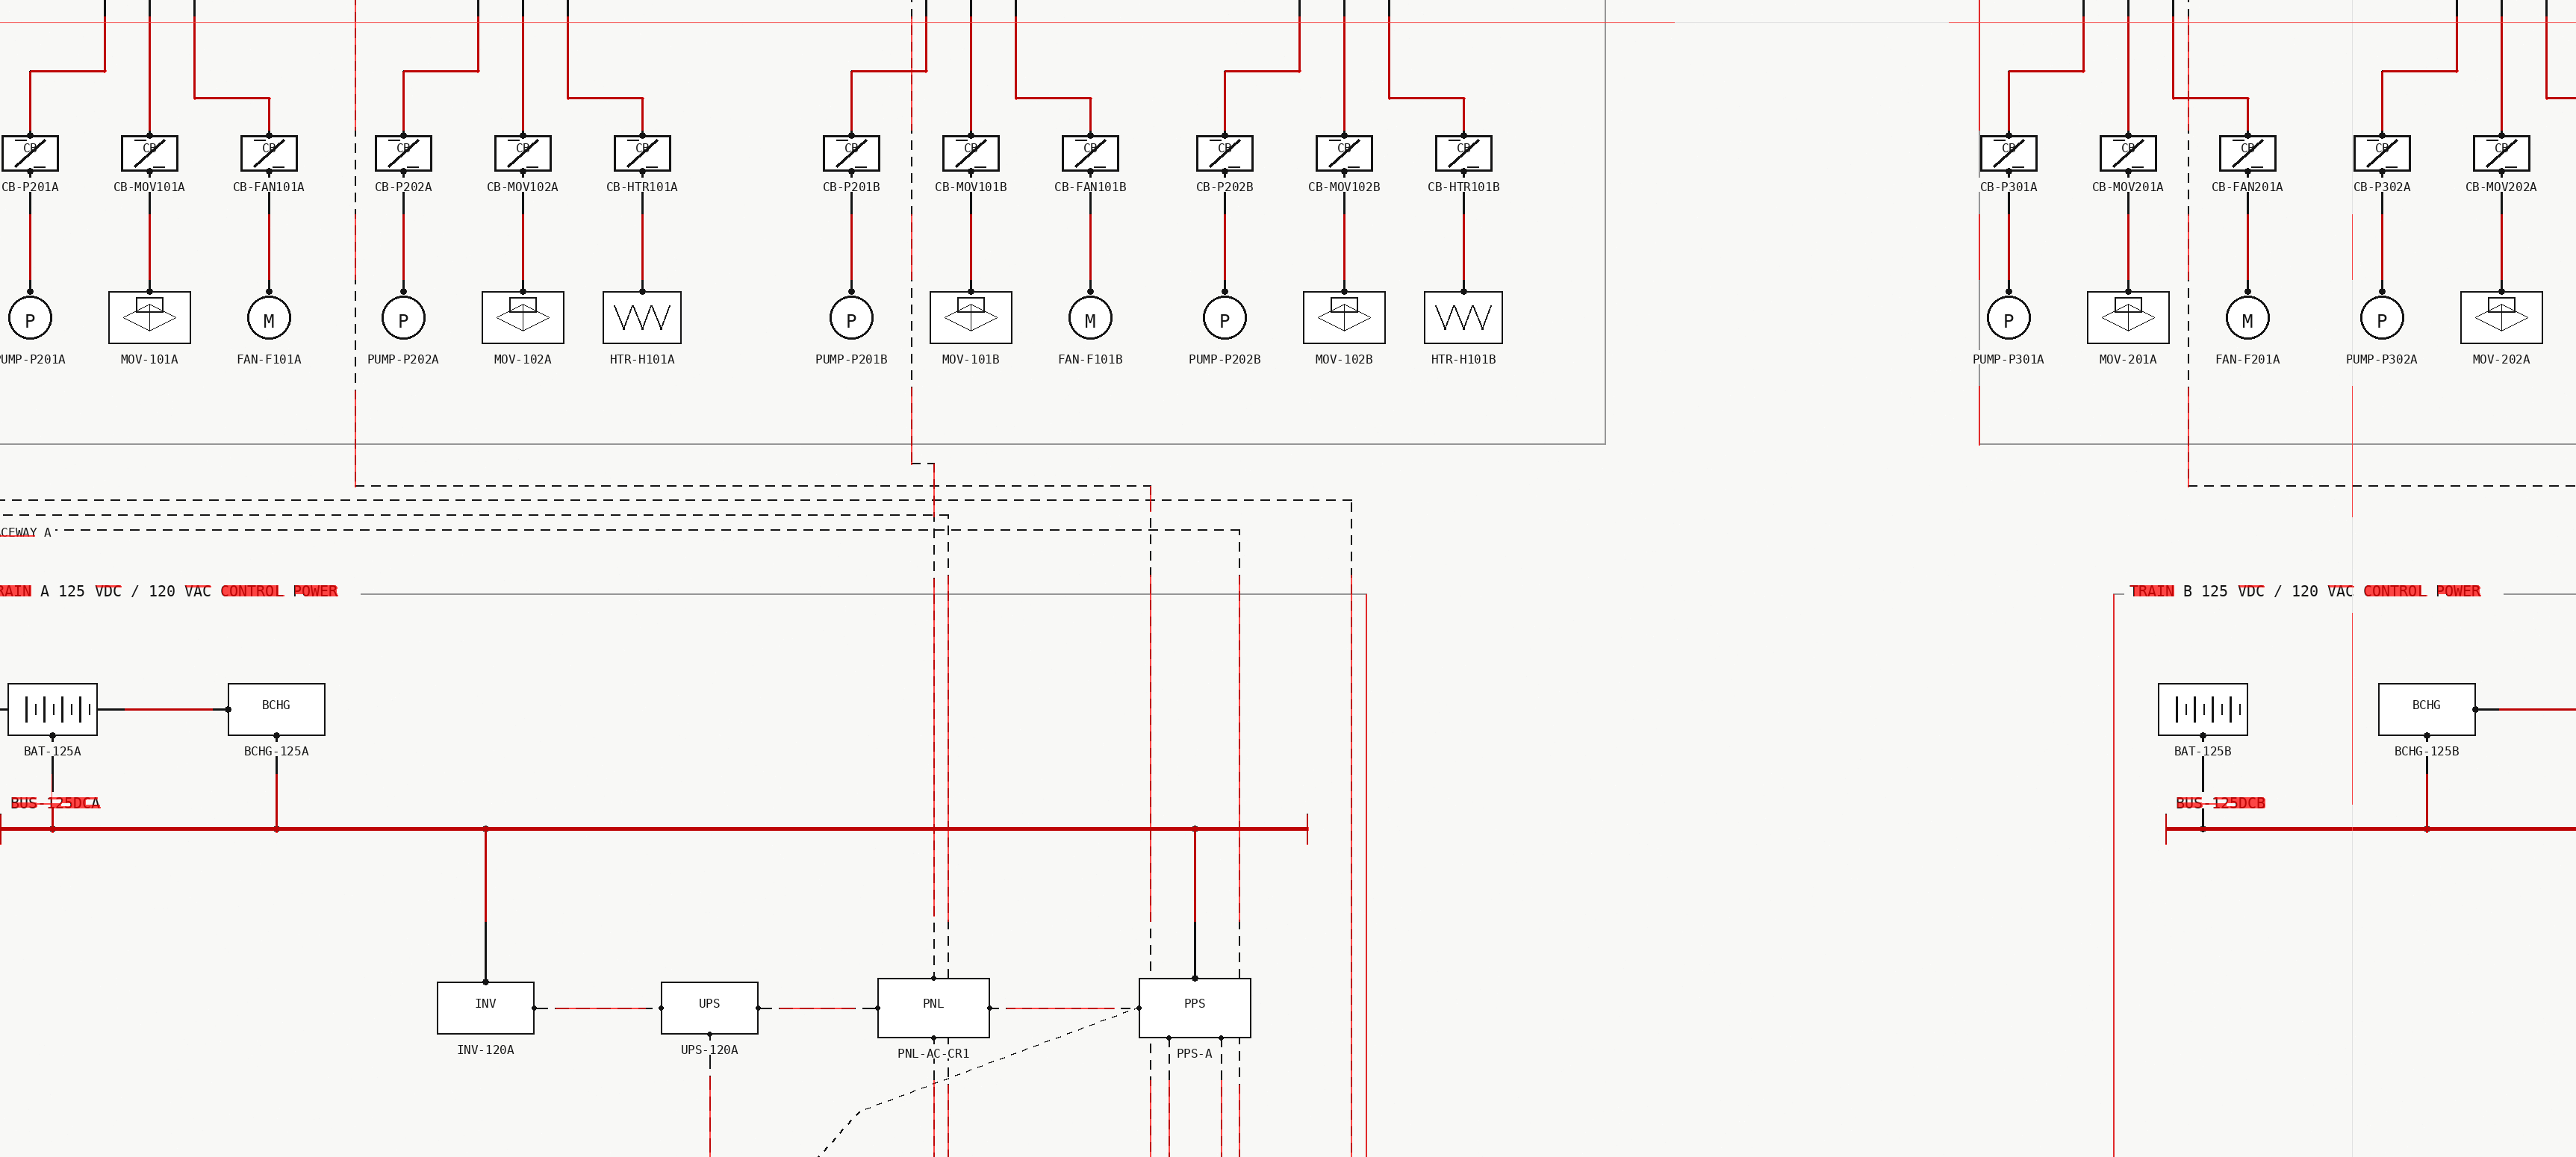 CB CB CB CB CB CB CB CB CB CB CB CB CB CB CB CB CB
CB-P201A CB-MOV101A CB-FAN101A CB-P202A CB-MOV102A CB-HTR101A CB-P201B CB-MOV101B CB-FAN101B CB-P202B CB-MOV102B CB-HTR101B CB-P301A CB-MOV201A CB-FAN201A CB-P302A CB-MOV202A
P M P P M P P M P
UMP-P201A MOV-101A FAN-F101A PUMP-P202A MOV-102A HTR-H101A PUMP-P201B MOV-101B FAN-F101B PUMP-P202B MOV-102B HTR-H101B PUMP-P301A MOV-201A FAN-F201A PUMP-P302A MOV-202A
CEWAY A
RAIN A 125 VDC / 120 VAC CONTROL POWER TRAIN B 125 VDC / 120 VAC CONTROL POWER
BCHG BCHG
BAT-125A BCHG-125A BAT-125B BCHG-125B
BUS-125DCA BUS-125DCB
INV UPS PNL PPS
INV-120A UPS-120A PNL-AC-CR1 PPS-A